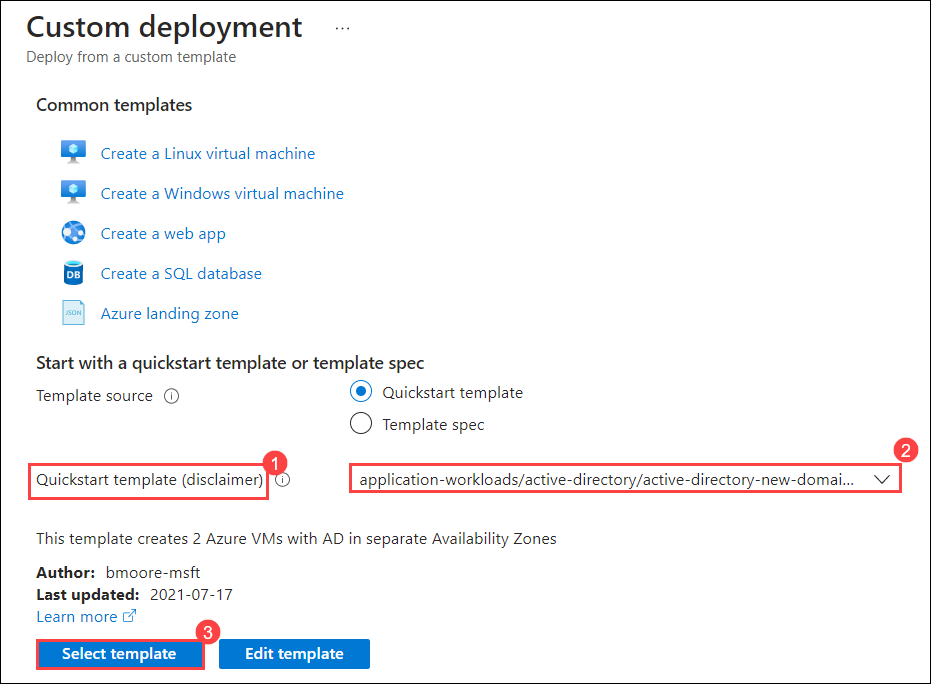 Custom deployment ...
Deploy from a custom template
Common templates
Create a Linux virtual machine
Create a Windows virtual machine
Create a web app
DB Create a SQL database
JSON Azure landing zone
Start with a quickstart template or template spec
Template source i Quickstart template
Template spec
1 2
Quickstart template (disclaimer) i application-workloads/active-directory/active-directory-new-domai...
This template creates 2 Azure VMs with AD in separate Availability Zones
Author: bmoore-msft
Last updated: 2021-07-17
Learn more
3
Select template Edit template